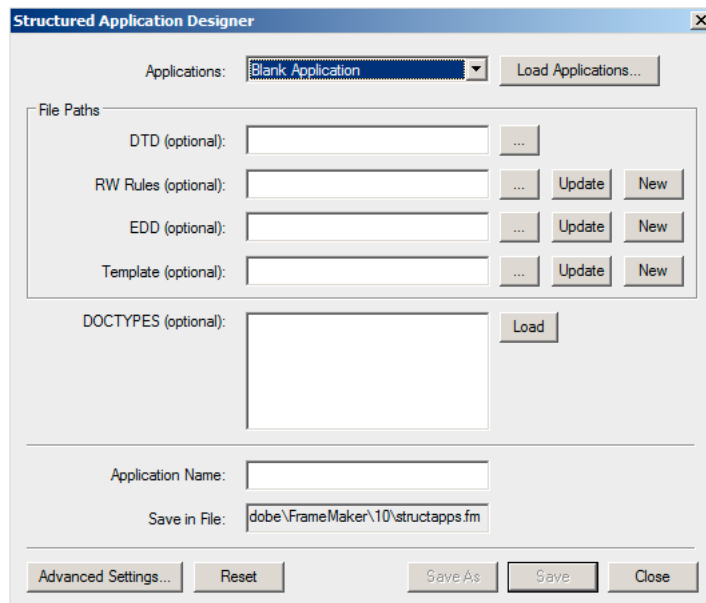 Structured Application Designer
Applications: Blank Application Load Applications...
File Paths
DTD (optional): ...
RW Rules (optional): ... Update New
EDD (optional): ... Update New
Template (optional): ... Update New
DOCTYPES (optional): Load
Application Name:
Save in File: dobe\FrameMaker\10\structapps.fm
Advanced Settings... Reset Save As Save Close